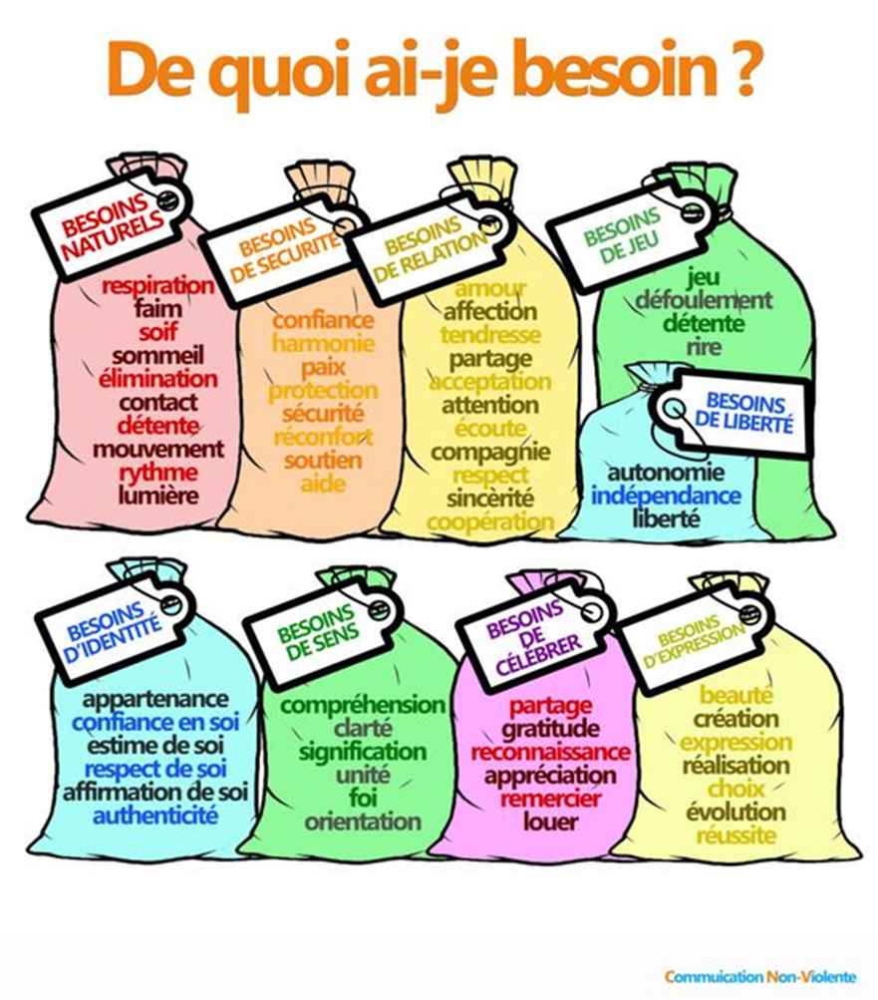 De quoi ai-je besoin ?
BESOINS
NATURELS
respiration
faim
soif
sommeil
élimination
contact
détente
mouvement
rythme
lumière
BESOINS
DE SECURITÉ
confiance
harmonie
paix
protection
sécurité
réconfort
soutien
aide
BESOINS
DE RELATION
amour
affection
tendresse
partage
acceptation
attention
écoute
compagnie
respect
sincèrité
coopération
BESOINS
DE JEU
jeu
défoulement
détente
rire
BESOINS
DE LIBERTÉ
autonomie
indépendance
liberté
BESOINS
D'IDENTITÉ
appartenance
confiance en soi
estime de soi
respect de soi
affirmation de soi
authenticité
BESOINS
DE SENS
compréhension
clarté
signification
unité
foi
orientation
BESOINS
DE
CÉLÉBRER
partage
gratitude
reconnaissance
appréciation
remercier
louer
BESOINS
D'EXPRESSION
beauté
création
expression
réalisation
choix
évolution
réussite
Commuication Non-Violente